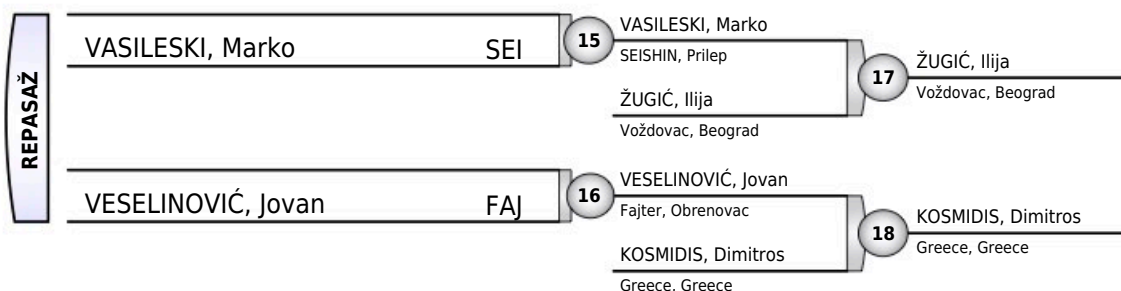 REPASAŽ
VASILESKI, Marko SEI
15
VASILESKI, Marko
SEISHIN, Prilep
ŽUGIĆ, Ilija
Voždovac, Beograd
17
ŽUGIĆ, Ilija
Voždovac, Beograd
VESELINOVIĆ, Jovan FAJ
16
VESELINOVIĆ, Jovan
Fajter, Obrenovac
KOSMIDIS, Dimitros
Greece, Greece
18
KOSMIDIS, Dimitros
Greece, Greece